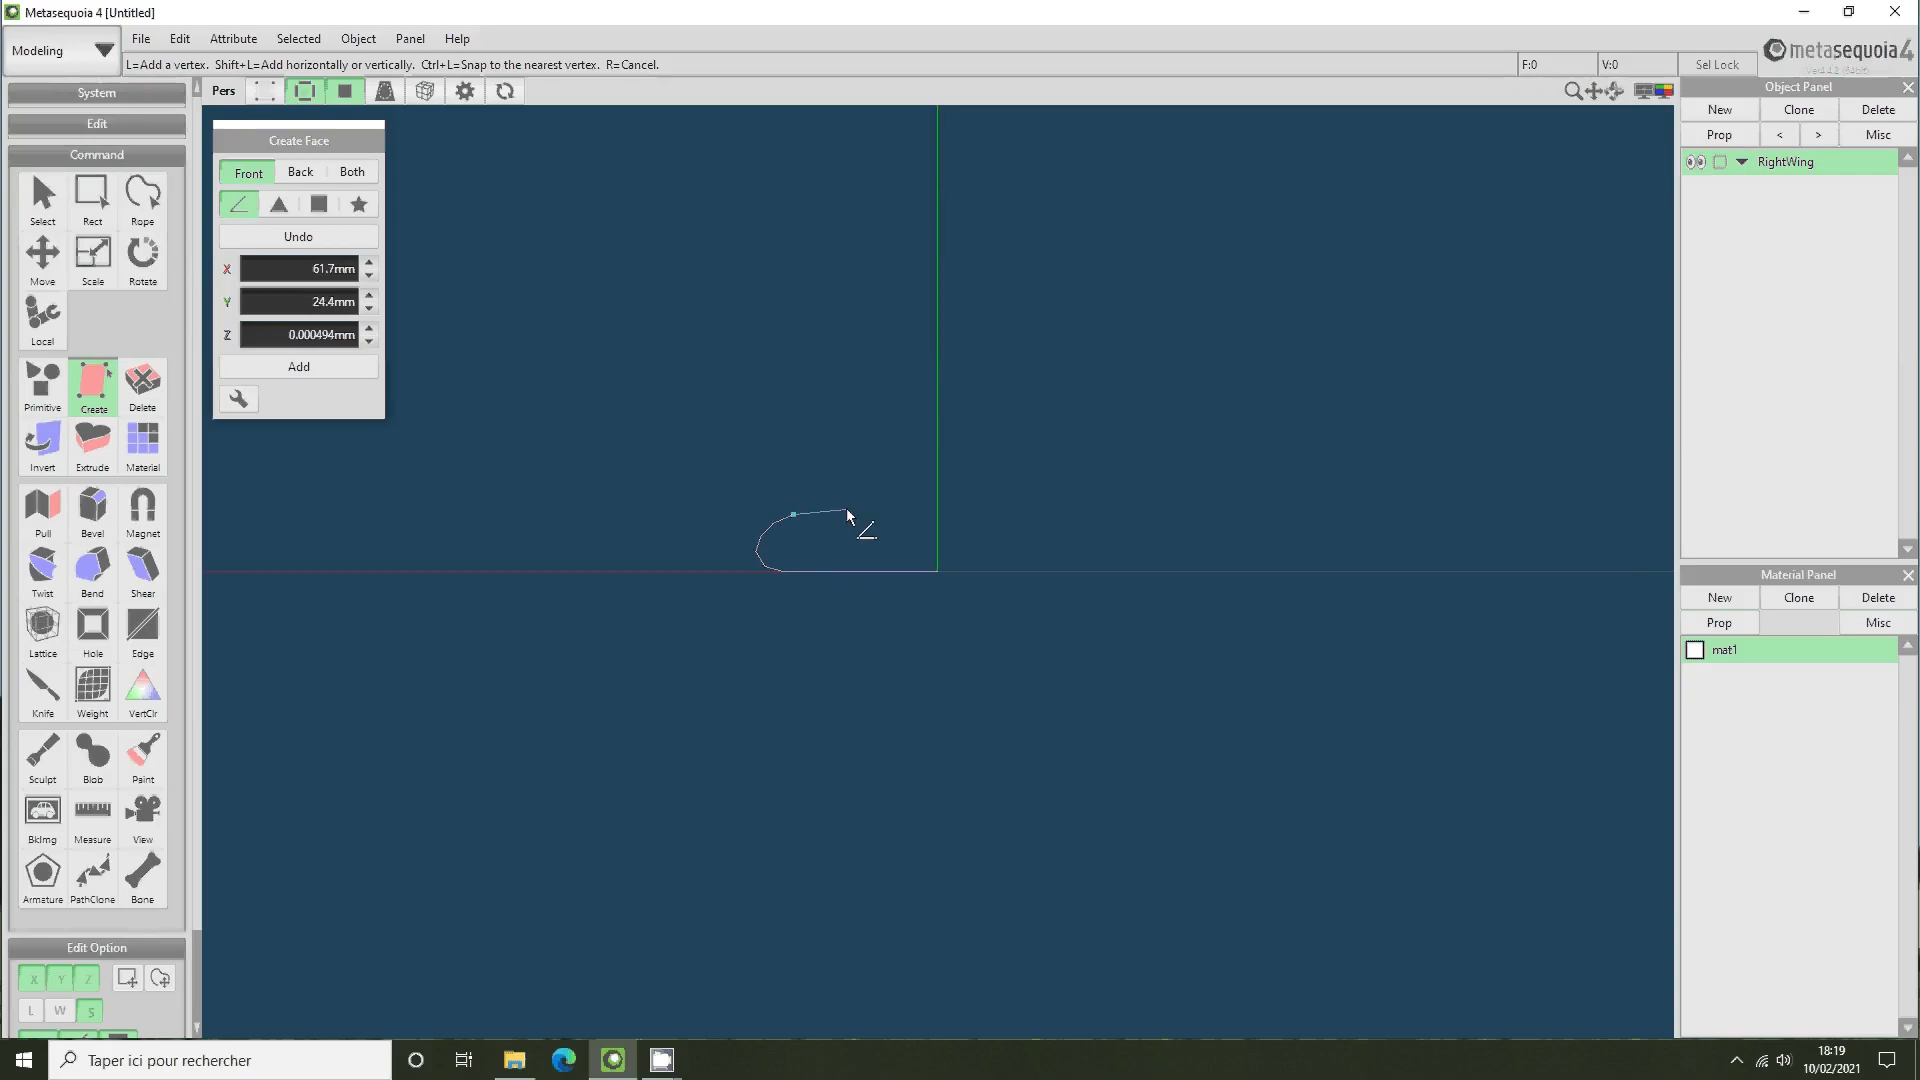 Metasequoia 4 [Untitled]
Modeling
File Edit Attribute Selected Object Panel Help
L=Add a vertex. Shift+L=Add horizontally or vertically. Ctrl+L=Snap to the nearest vertex. R=Cancel.
F:0 V:0 Sel Lock
metasequoia 4
System
Edit
Command
Select Rect Rope
Move Scale Rotate
Local
Primitive Create Delete
Invert Extrude Material
Pull Bevel Magnet
Twist Bend Shear
Lattice Hole Edge
Knife Weight VertClr
Sculpt Blob Paint
BkImg Measure View
Armature PathClone Bone
Edit Option
X Y Z
L W S
Pers
Create Face
Front Back Both
Undo
X 61.7mm
Y 24.4mm
Z 0.000494mm
Add
Object Panel
New Clone Delete
Prop < > Misc
RightWing
Material Panel
New Clone Delete
Prop Misc
mat1
Taper ici pour rechercher
18:19
10/02/2021